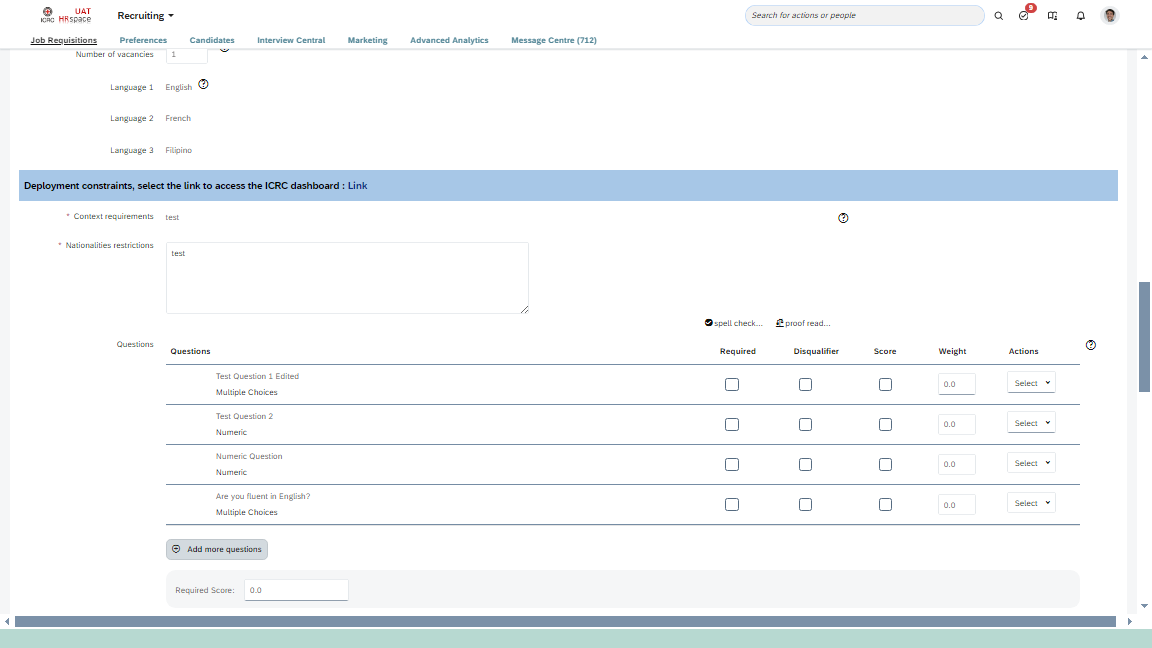 ICRC
UAT
HRspace
Recruiting
Search for actions or people
9
Job Requisitions
Preferences
Candidates
Interview Central
Marketing
Advanced Analytics
Message Centre (712)
Number of vacancies 1
Language 1 English
Language 2 French
Language 3 Filipino
Deployment constraints, select the link to access the ICRC dashboard : Link
* Context requirements test
* Nationalities restrictions test
spell check... proof read...
Questions
Questions Required Disqualifier Score Weight Actions
Test Question 1 Edited
Multiple Choices
0.0 Select
Test Question 2
Numeric
0.0 Select
Numeric Question
Numeric
0.0 Select
Are you fluent in English?
Multiple Choices
0.0 Select
Add more questions
Required Score: 0.0